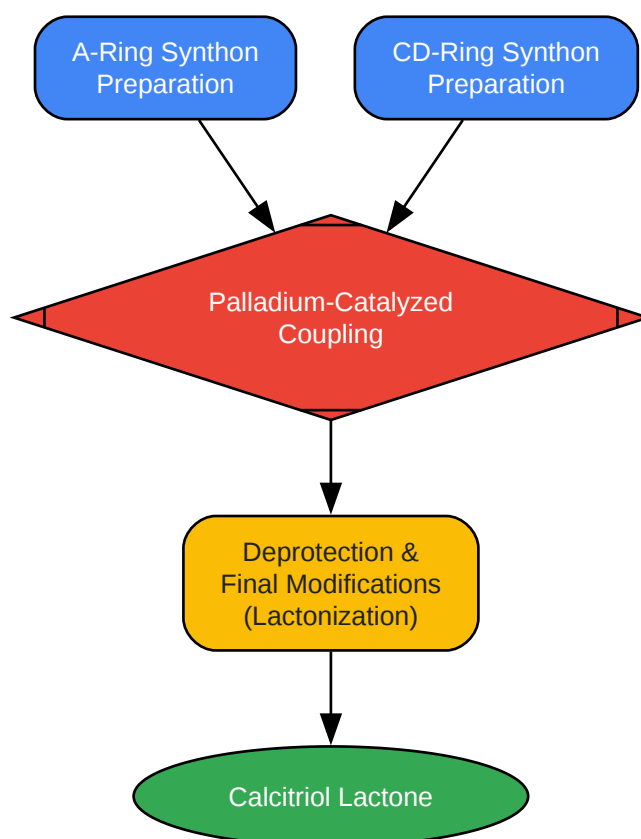 A-Ring Synthon
Preparation
CD-Ring Synthon
Preparation
Palladium-Catalyzed
Coupling
Deprotection &
Final Modifications
(Lactonization)
Calcitriol Lactone